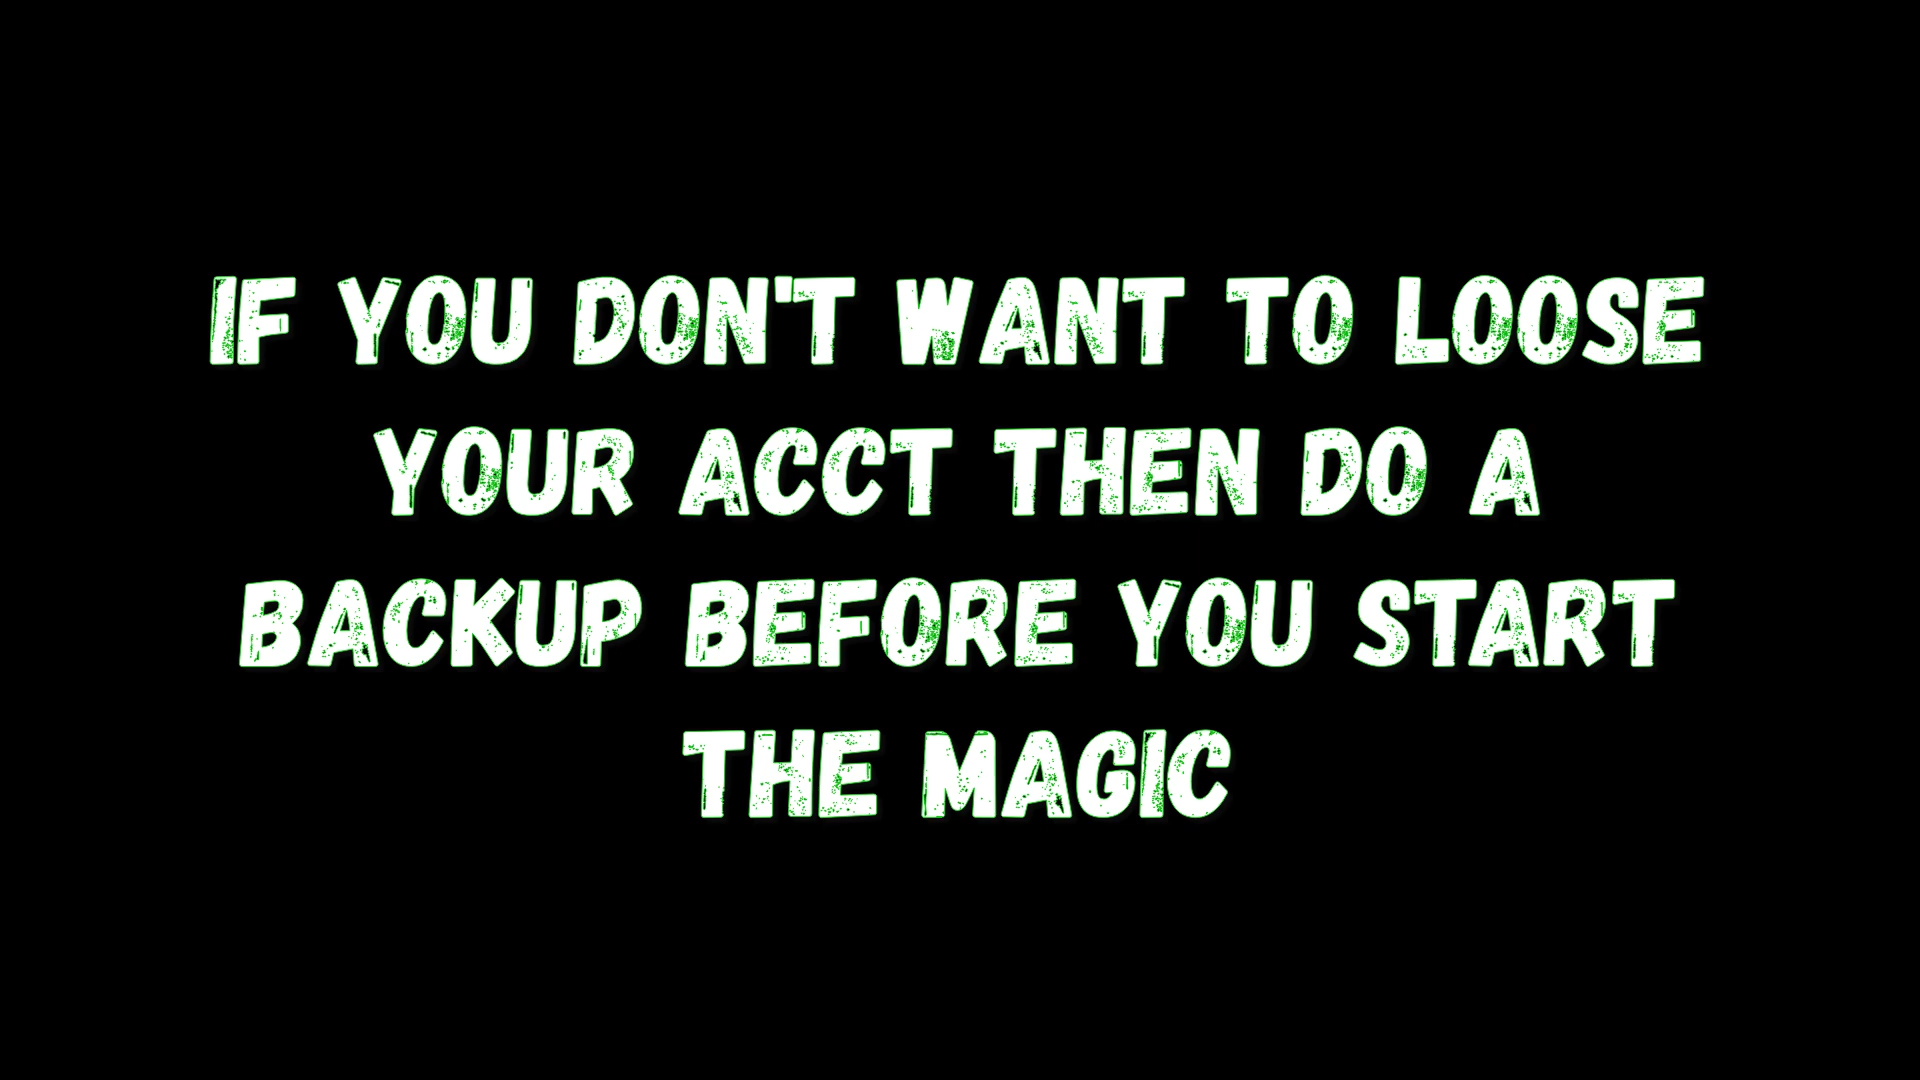 IF YOU DON'T WANT TO LOOSE
YOUR ACCT THEN DO A
BACKUP BEFORE YOU START
THE MAGIC